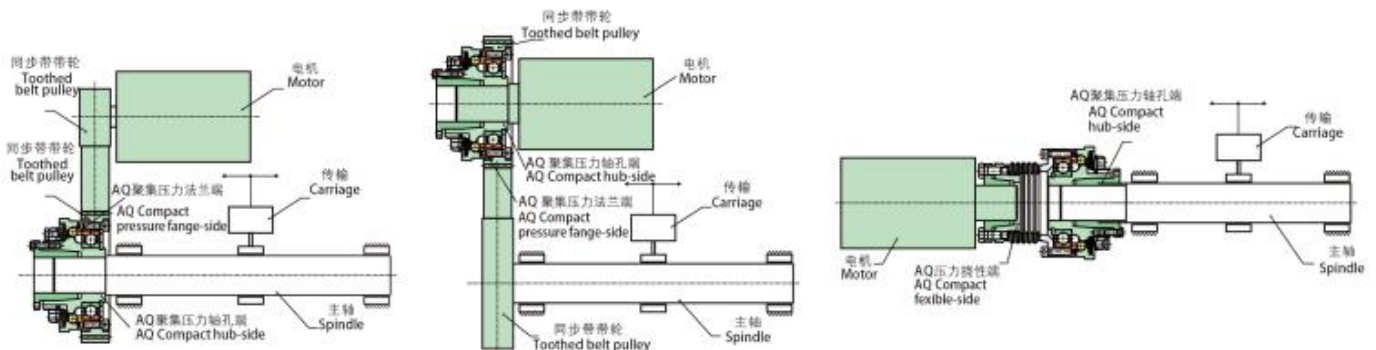 同步带带轮
Toothed
belt pulley
电机
Motor
同步带带轮
Toothed
belt pulley
AQ聚集压力法兰端
AQ Compact
pressure fange-side
传输
Carriage
主轴
Spindle
AQ聚集压力轴孔端
AQ Compact hub-side
同步带带轮
Toothed belt pulley
电机
Motor
AQ 聚集压力轴孔端
AQ Compact hub-side
AQ 聚集压力法兰端
AQ Compact
pressure fange-side
传输
Carriage
主轴
Spindle
同步带带轮
Toothed belt pulley
AQ聚集压力轴孔端
AQ Compact
hub-side
传输
Carriage
电机
Motor
AQ压力挠性端
AQ Compact
fexible-side
主轴
Spindle